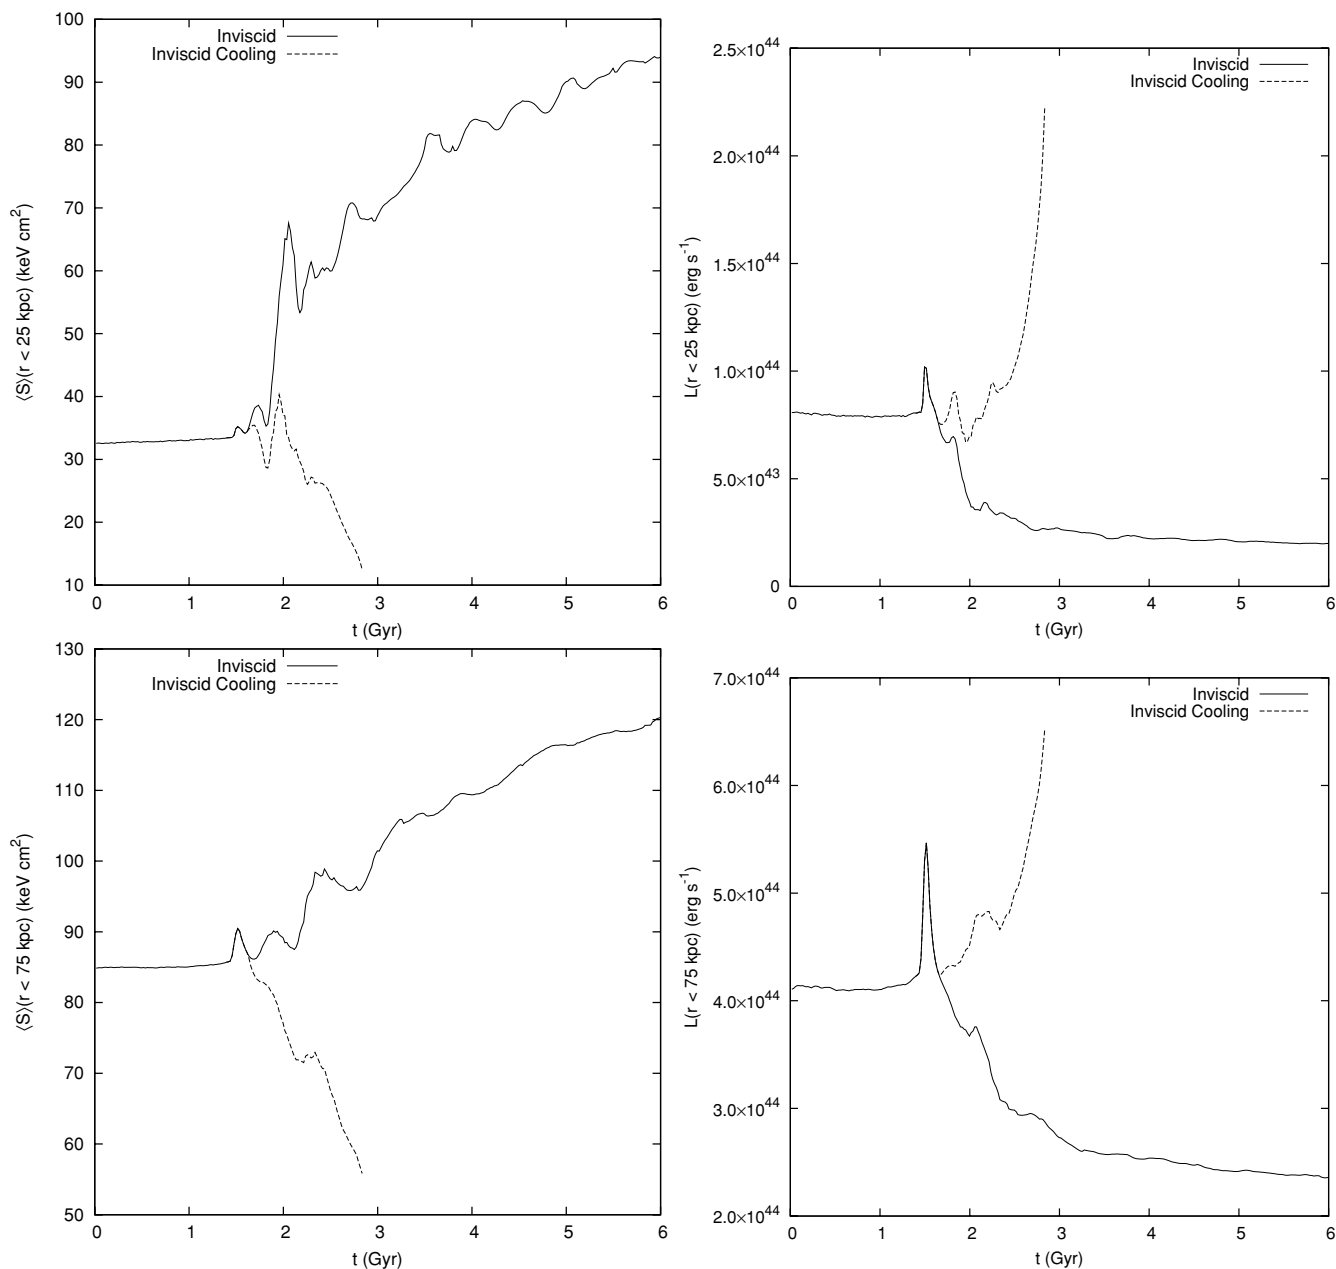 100
90
80
70
60
50
40
30
20
10
0 1 2 3 4 5 6
t (Gyr)
⟨S⟩(r < 25 kpc) (keV cm²)
Inviscid
Inviscid Cooling
2.5×10⁴⁴
2.0×10⁴⁴
1.5×10⁴⁴
1.0×10⁴⁴
5.0×10⁴³
0
0 1 2 3 4 5 6
t (Gyr)
L(r < 25 kpc) (erg s⁻¹)
Inviscid
Inviscid Cooling
130
120
110
100
90
80
70
60
50
0 1 2 3 4 5 6
t (Gyr)
⟨S⟩(r < 75 kpc) (keV cm²)
Inviscid
Inviscid Cooling
7.0×10⁴⁴
6.0×10⁴⁴
5.0×10⁴⁴
4.0×10⁴⁴
3.0×10⁴⁴
2.0×10⁴⁴
0 1 2 3 4 5 6
t (Gyr)
L(r < 75 kpc) (erg s⁻¹)
Inviscid
Inviscid Cooling